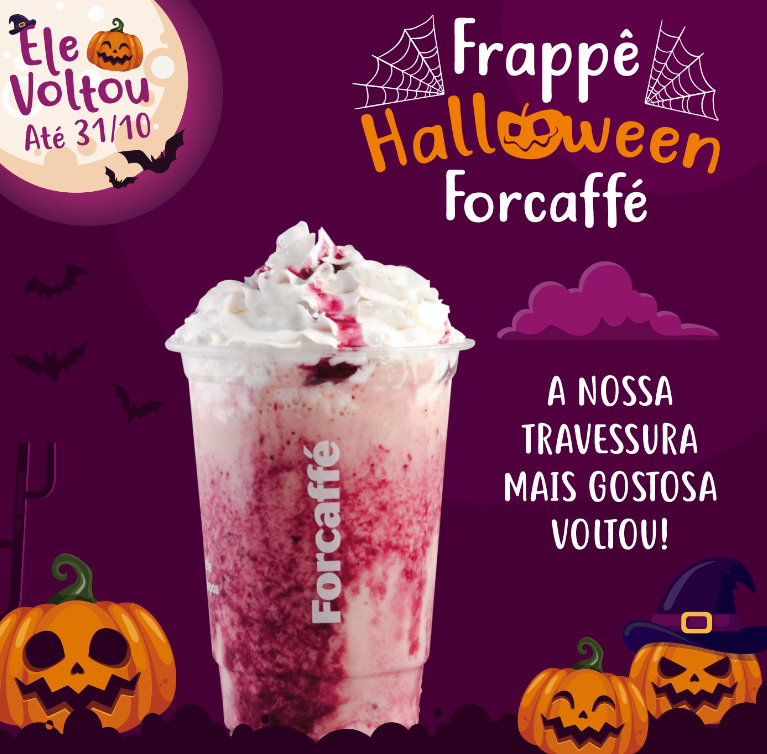 Ele
Voltou
Até 31/10
Frappê
Halloween
Forcaffé
A NOSSA
TRAVESSURA
MAIS GOSTOSA
VOLTOU!
Forcaffé